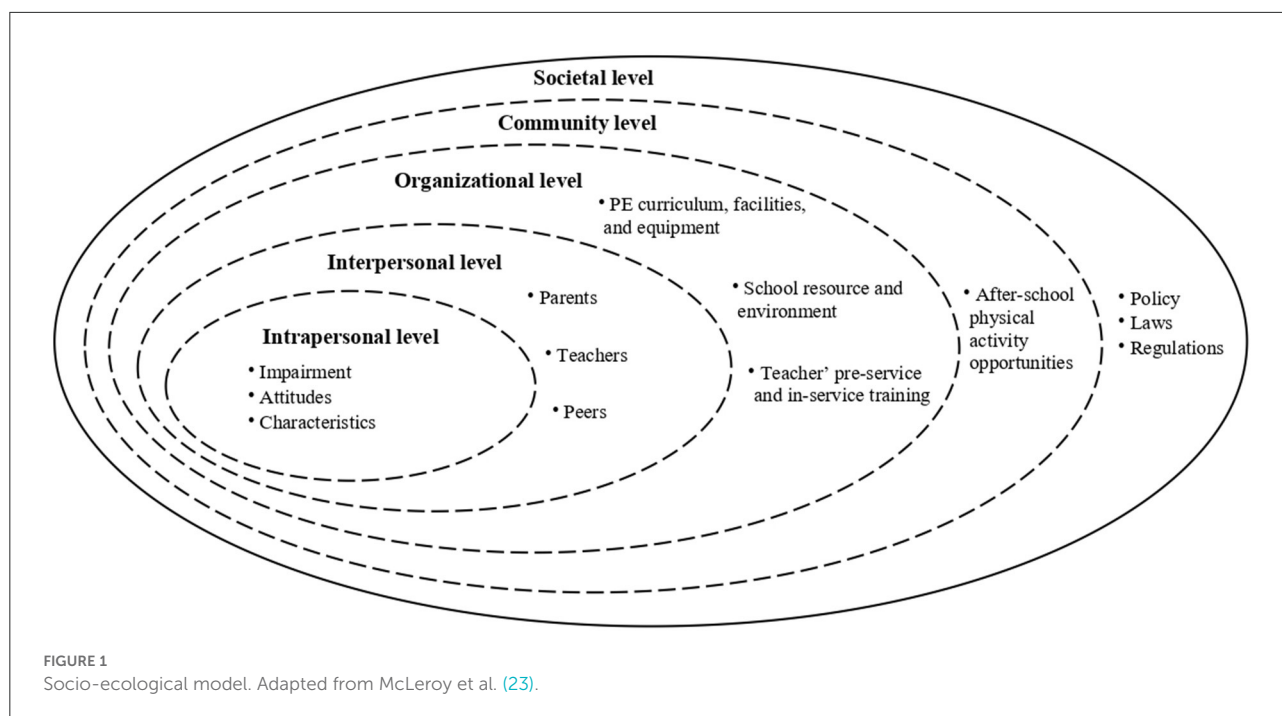 Societal level
Community level
Organizational level
• PE curriculum, facilities,
and equipment
Interpersonal level
• Parents
• School resource and
environment
• After-school
physical
activity
opportunities
• Policy
• Laws
• Regulations
Intrapersonal level
• Impairment
• Attitudes
• Characteristics
• Teachers
• Peers
• Teacher’ pre-service
and in-service training
FIGURE 1
Socio-ecological model. Adapted from McLeroy et al. (23).